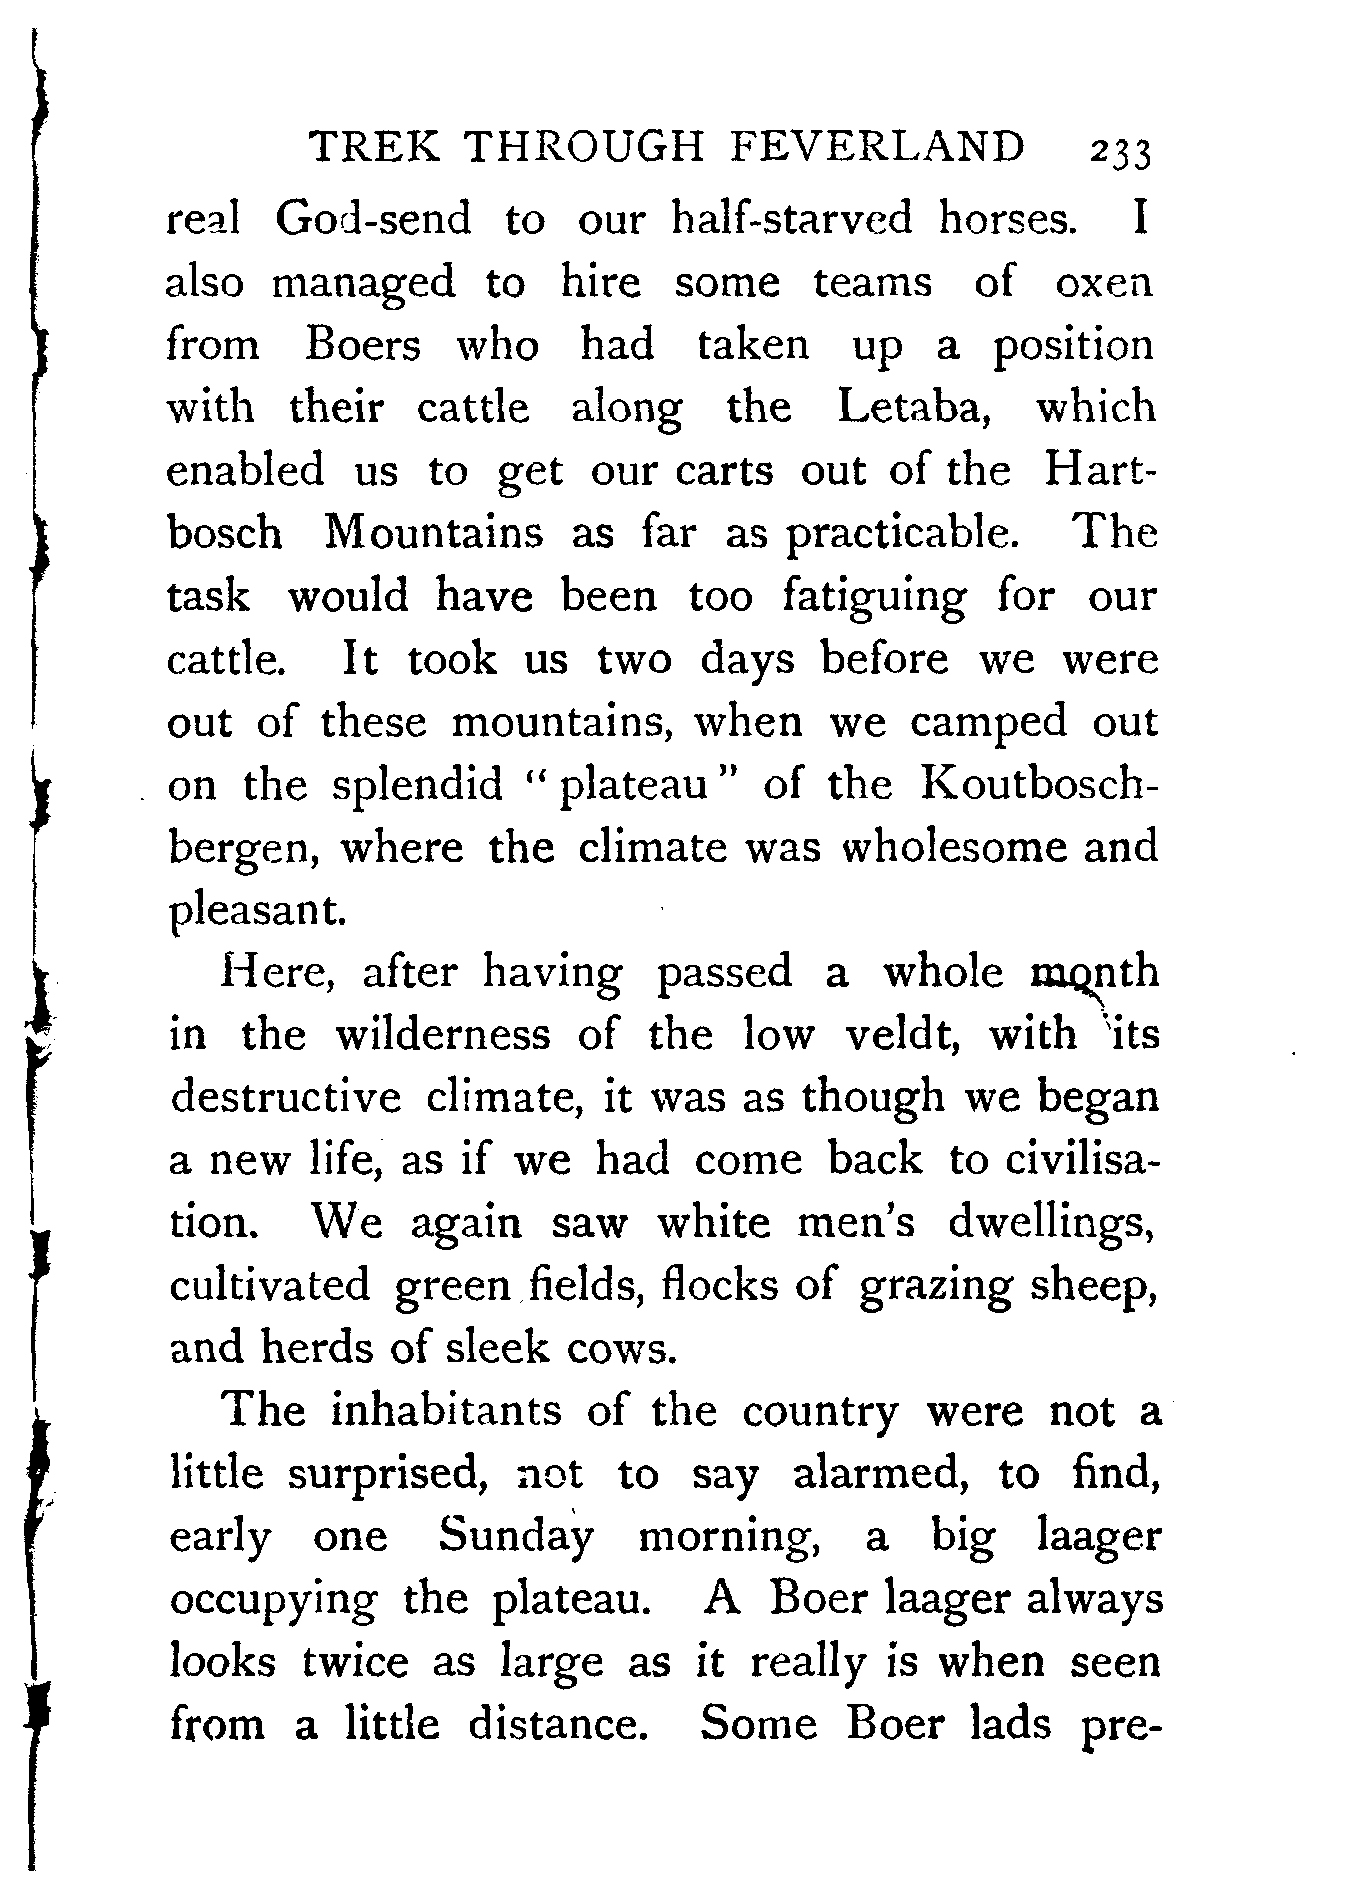 TREK THROUGH FEVERLAND 233
real God-send to our half-starved horses. I
also managed to hire some teams of oxen
from Boers who had taken up a position
with their cattle along the Letaba, which
enabled us to get our carts out of the Hart-
bosch Mountains as far as practicable. The
task would have been too fatiguing for our
cattle. It took us two days before we were
out of these mountains, when we camped out
on the splendid “ plateau ” of the Koutbosch-
bergen, where the climate was wholesome and
pleasant.
Here, after having passed a whole month
in the wilderness of the low veldt, with its
destructive climate, it was as though we began
a new life, as if we had come back to civilisa-
tion. We again saw white men's dwellings,
cultivated green fields, flocks of grazing sheep,
and herds of sleek cows.
The inhabitants of the country were not a
little surprised, not to say alarmed, to find,
early one Sunday morning, a big laager
occupying the plateau. A Boer laager always
looks twice as large as it really is when seen
from a little distance. Some Boer lads pre-